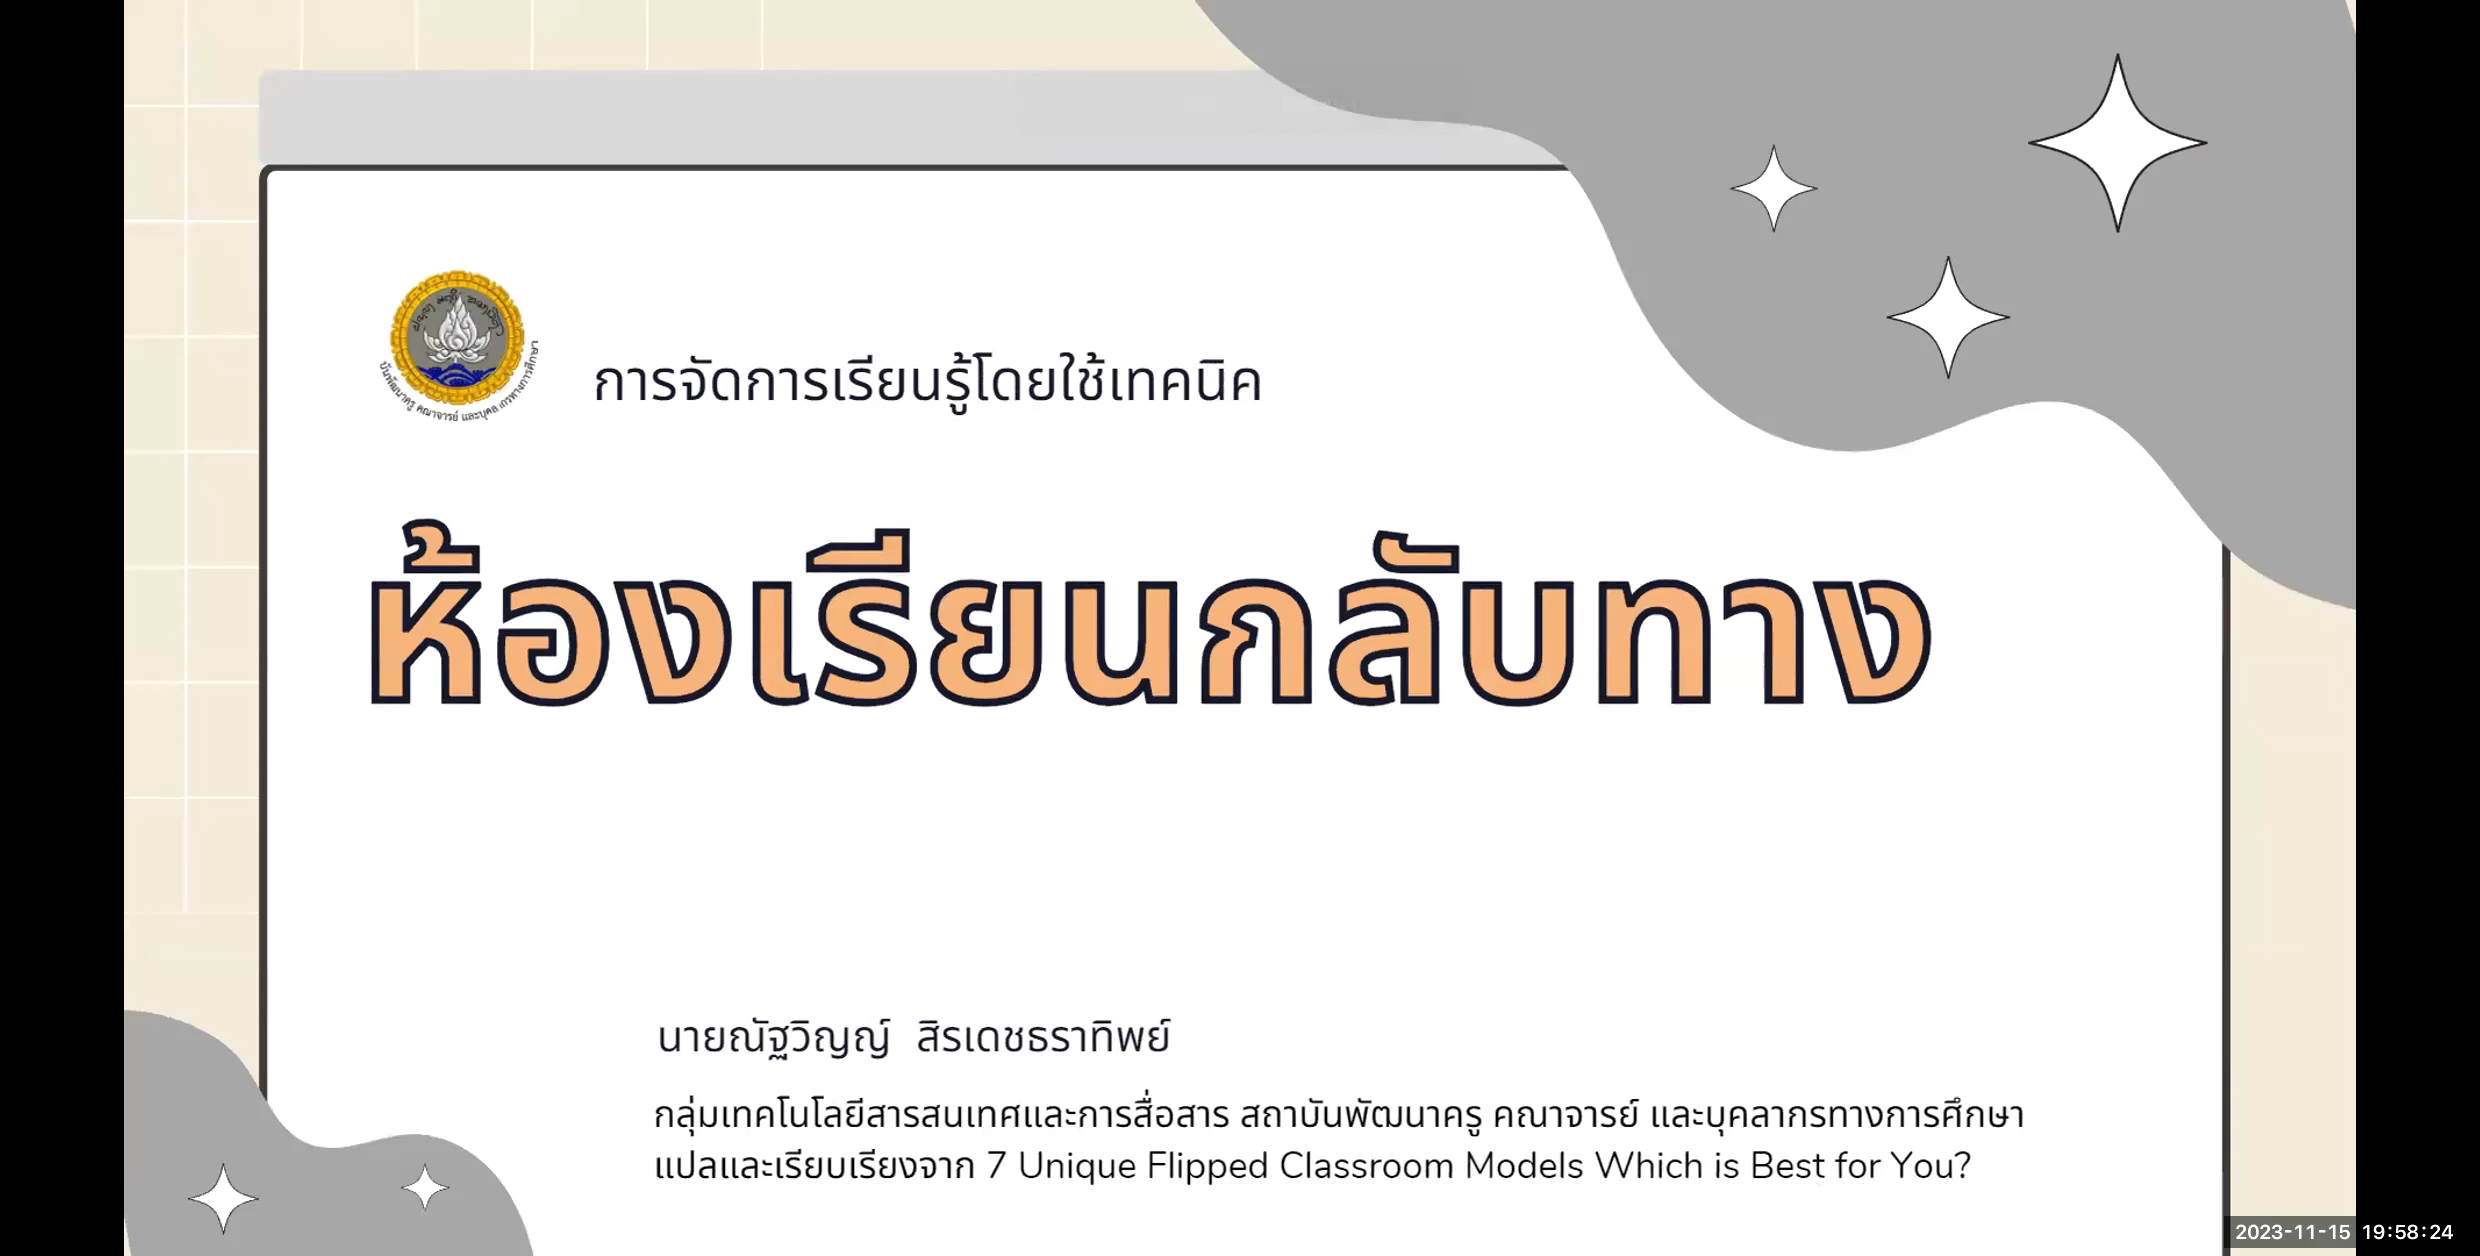 การจัดการเรียนรู้โดยใช้เทคนิค
ห้องเรียนกลับทาง
นายณัฐวิญญ์ สิรเดชธราทิพย์
กลุ่มเทคโนโลยีสารสนเทศและการสื่อสาร สถาบันพัฒนาครู คณาจารย์ และบุคลากรทางการศึกษา
แปลและเรียบเรียงจาก 7 Unique Flipped Classroom Models Which is Best for You?
2023-11-15 19:58:24